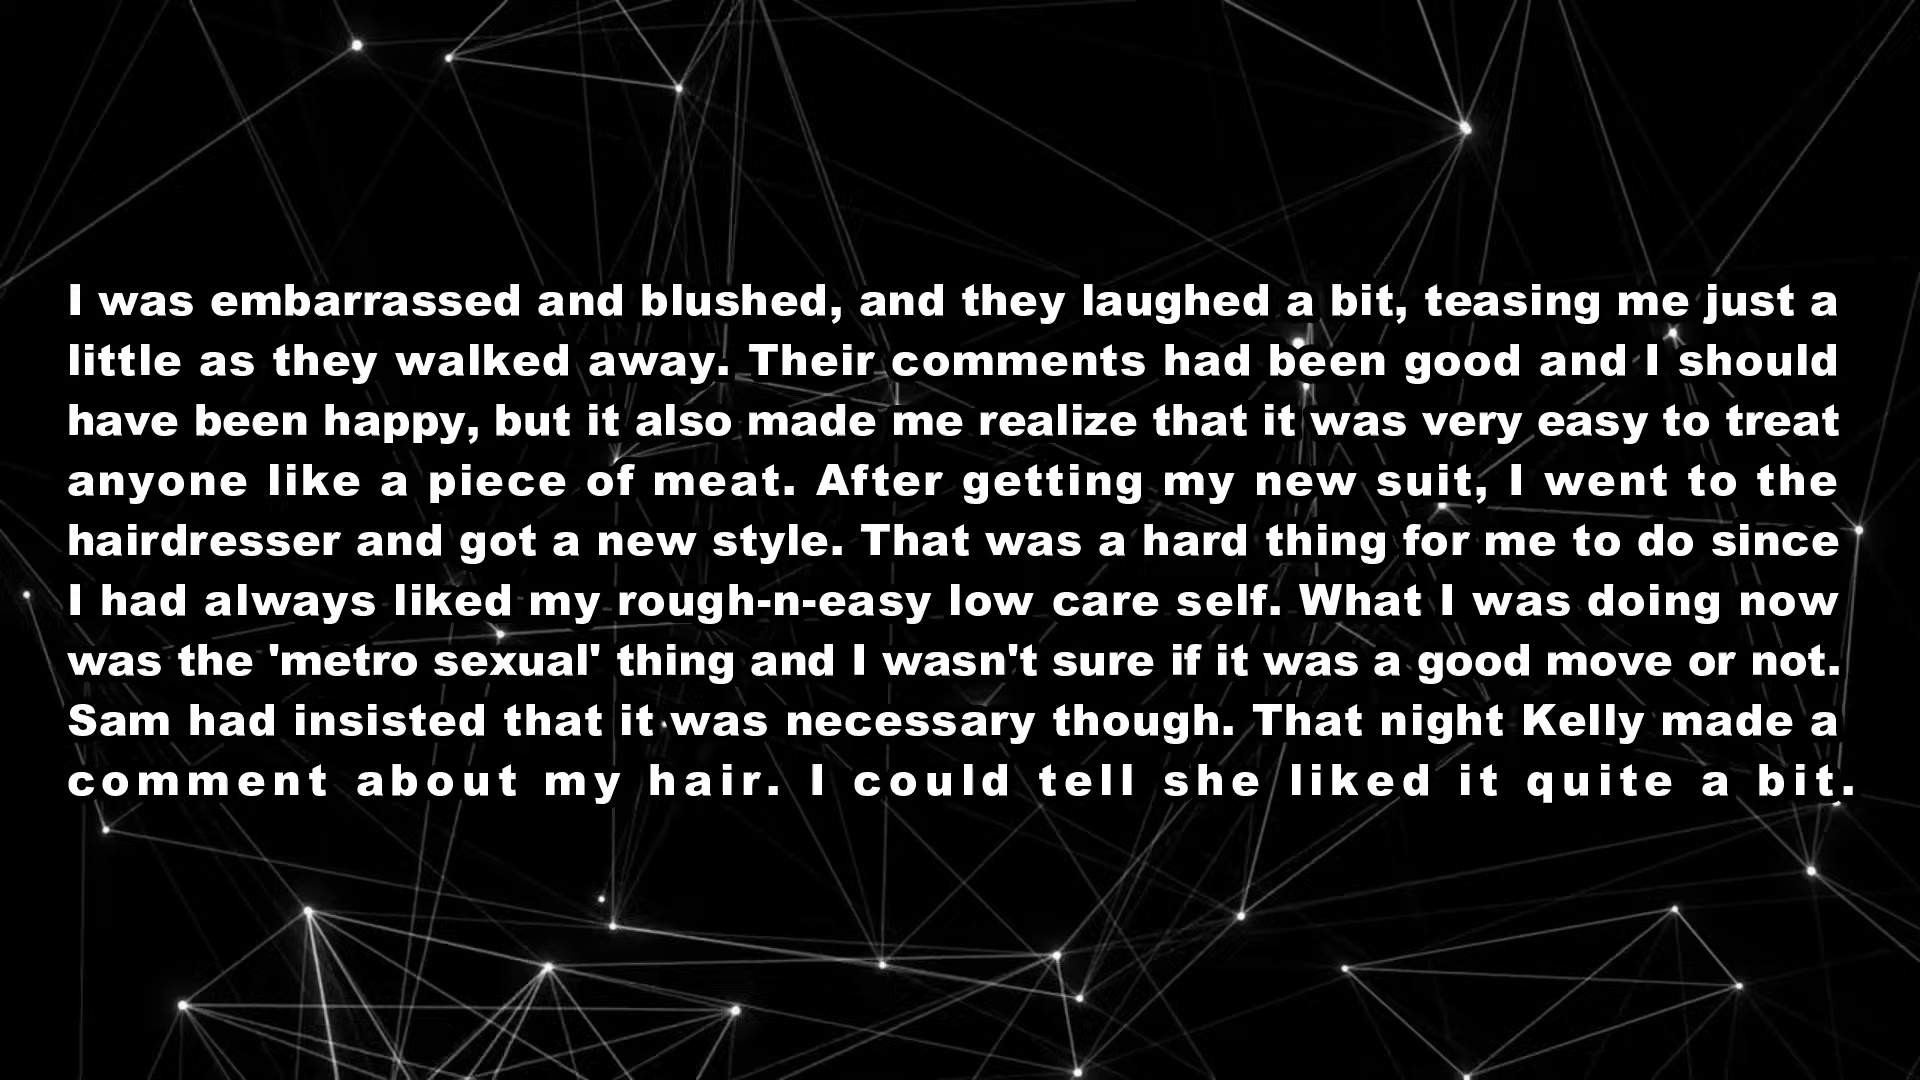 I was embarrassed and blushed, and they laughed a bit, teasing me just a
little as they walked away. Their comments had been good and I should
have been happy, but it also made me realize that it was very easy to treat
anyone like a piece of meat. After getting my new suit, I went to the
hairdresser and got a new style. That was a hard thing for me to do since
I had always liked my rough-n-easy low care self. What I was doing now
was the 'metro sexual' thing and I wasn't sure if it was a good move or not.
Sam had insisted that it was necessary though. That night Kelly made a
comment about my hair. I could tell she liked it quite a bit.